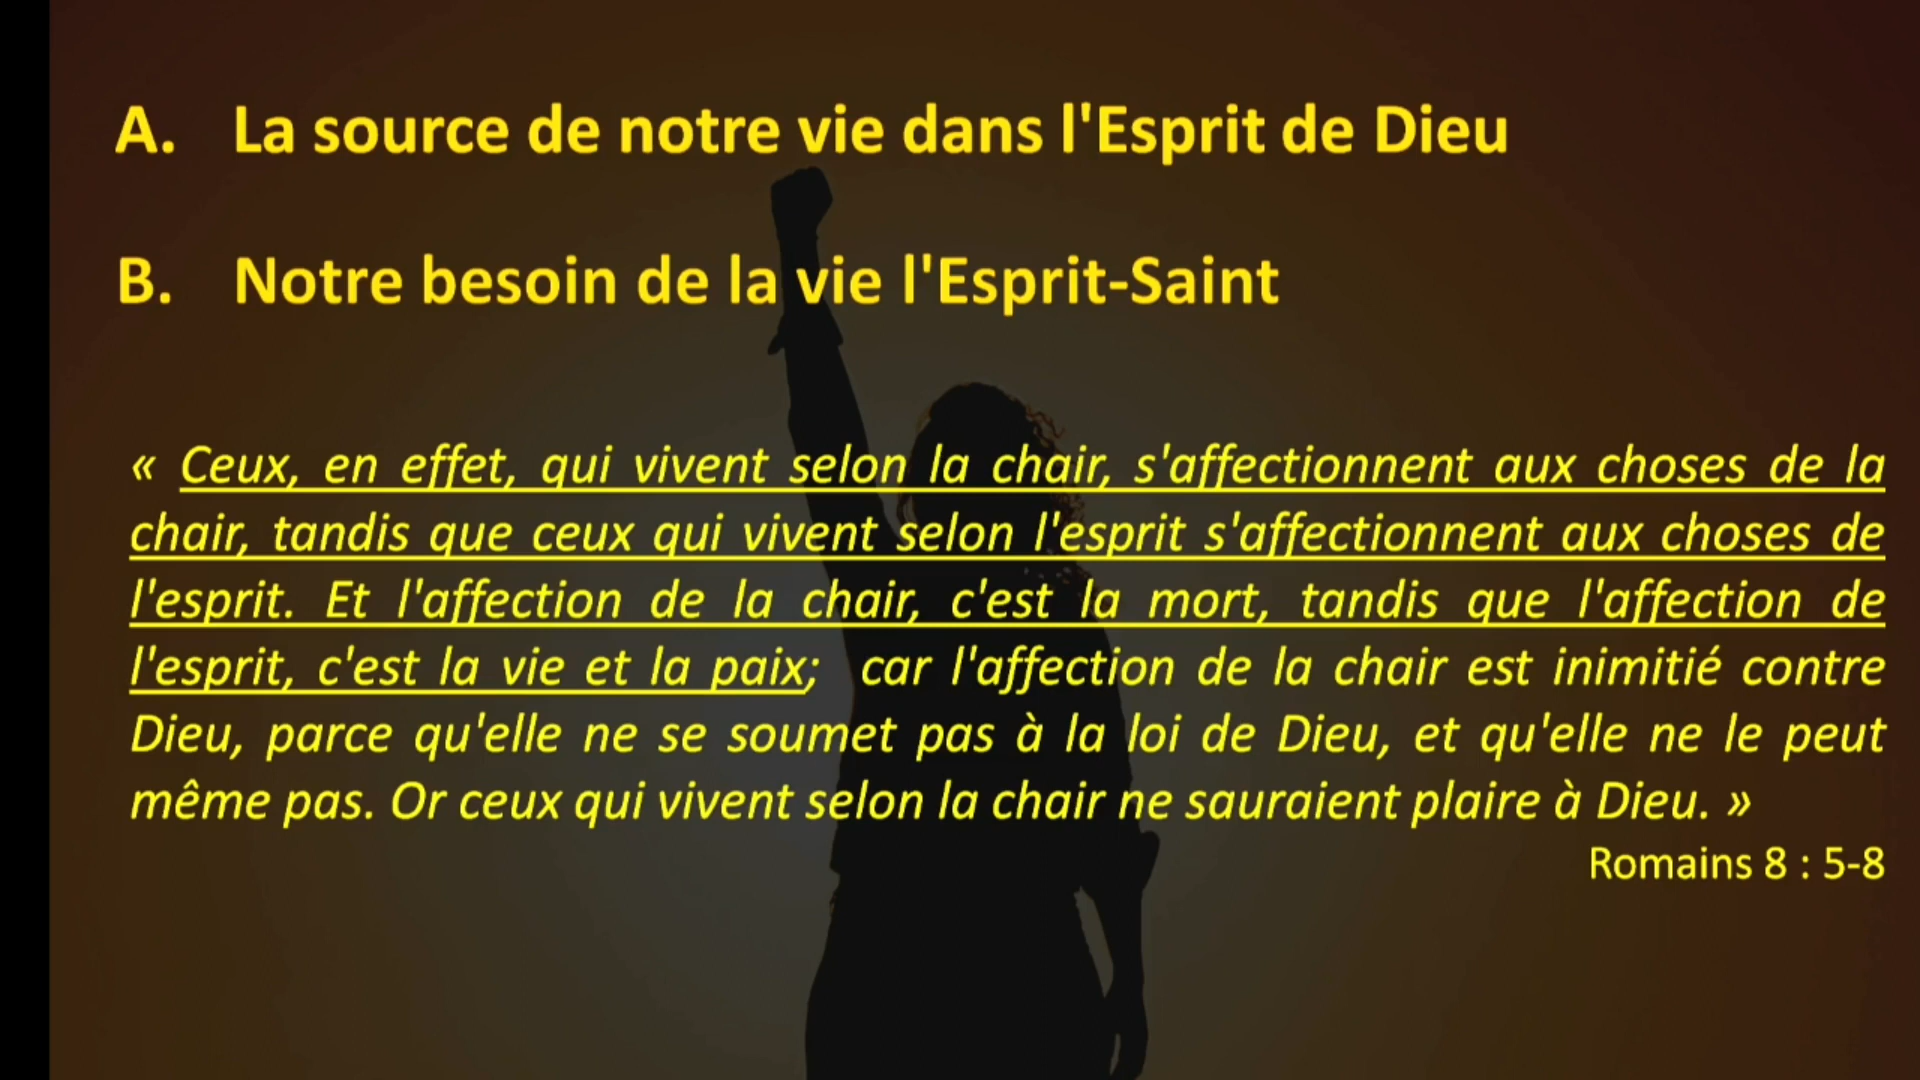 A. La source de notre vie dans l'Esprit de Dieu
B. Notre besoin de la vie l'Esprit-Saint
« Ceux, en effet, qui vivent selon la chair, s'affectionnent aux choses de la
chair, tandis que ceux qui vivent selon l'esprit s'affectionnent aux choses de
l'esprit. Et l'affection de la chair, c'est la mort, tandis que l'affection de
l'esprit, c'est la vie et la paix; car l'affection de la chair est inimitié contre
Dieu, parce qu'elle ne se soumet pas à la loi de Dieu, et qu'elle ne le peut
même pas. Or ceux qui vivent selon la chair ne sauraient plaire à Dieu. »
Romains 8 : 5-8